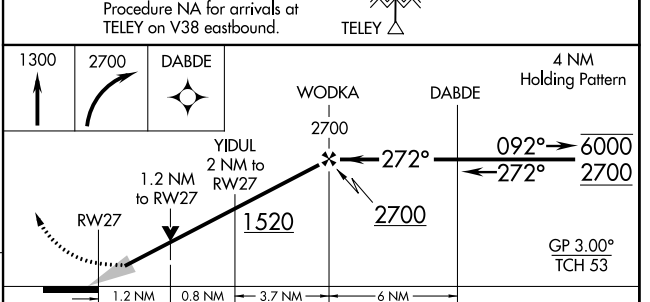 Procedure NA for arrivals at
TELEY on V38 eastbound.
TELEY
1300
2700
DABDE
4 NM
Holding Pattern
WODKA
DABDE
2700
YIDUL
2 NM to
RW27
1.2 NM
to RW27
RW27
272°
092°
6000
272°
2700
1520
2700
GP 3.00°
TCH 53
1.2 NM
0.8 NM
3.7 NM
6 NM